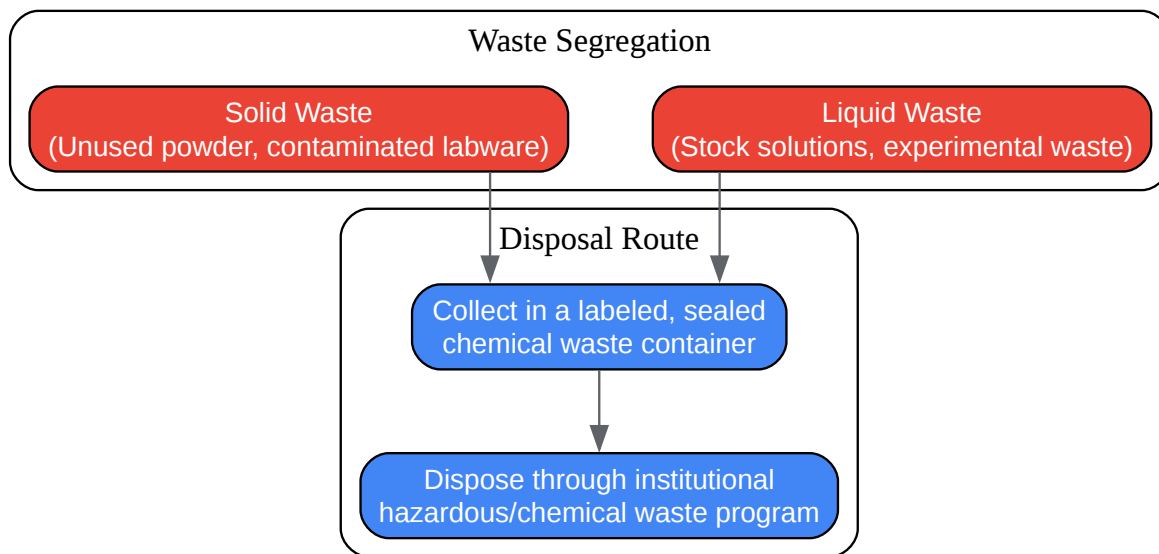 Waste Segregation
Solid Waste
(Unused powder, contaminated labware)
Liquid Waste
(Stock solutions, experimental waste)
Disposal Route
Collect in a labeled, sealed
chemical waste container
Dispose through institutional
hazardous/chemical waste program